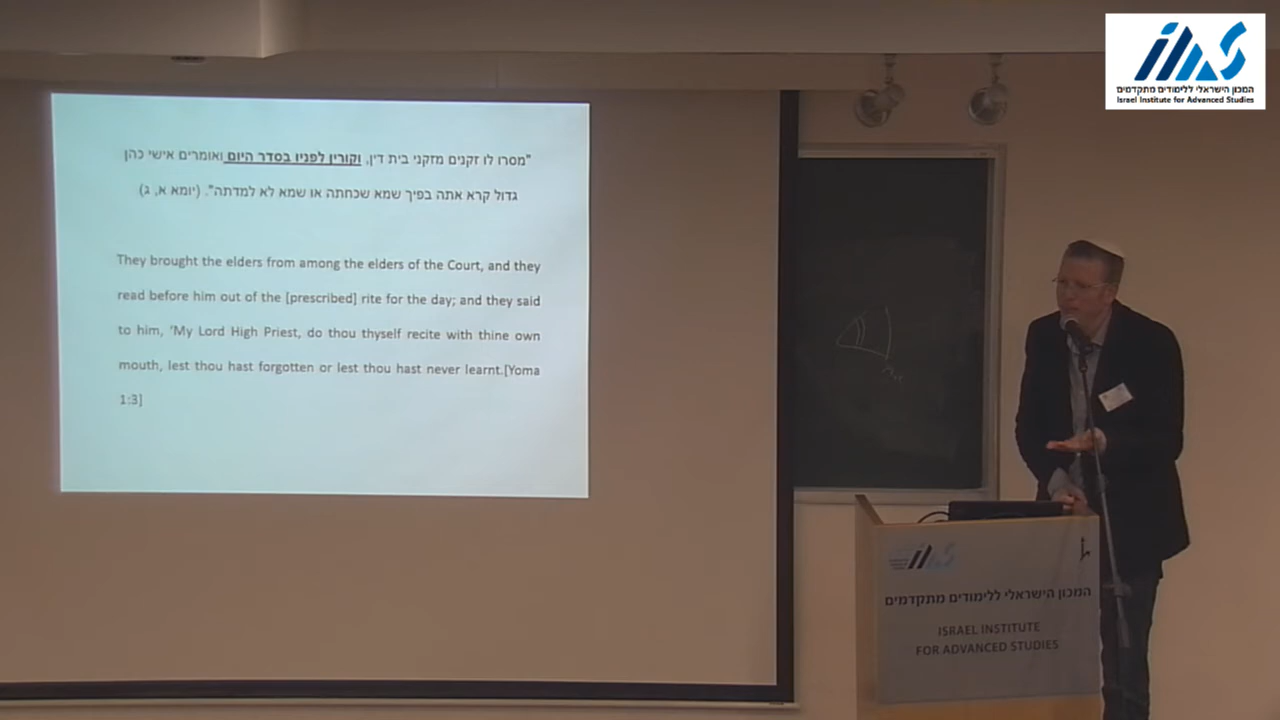 "מסרו לו זקנים מזקני בית דין, וקורין לפניו בסדר היום ואומרים אישי כהן
גדול קרא אתה בפיך שמא שכחתה או שמא לא למדתה". (יומא א, ג)
They brought the elders from among the elders of the Court, and they
read before him out of the [prescribed] rite for the day; and they said
to him, ‘My Lord High Priest, do thou thyself recite with thine own
mouth, lest thou hast forgotten or lest thou hast never learnt.[Yoma
1:3]
המכון הישראלי ללימודים מתקדמים
Israel Institute for Advanced Studies
המכון הישראלי ללימודים מתקדמים
ISRAEL INSTITUTE
FOR ADVANCED STUDIES